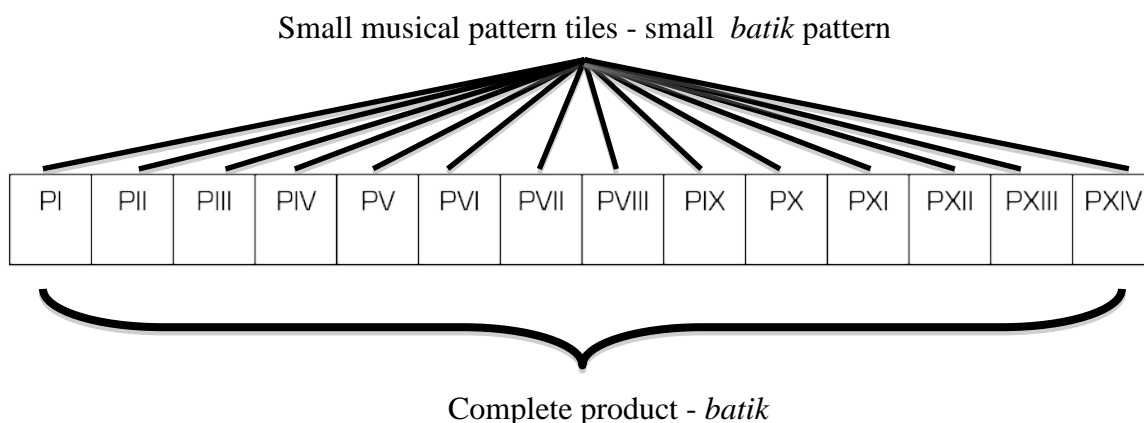 Small musical pattern tiles - small batik pattern
PI PII PIII PIV PV PVI PVII PVIII PIX PX PXI PXII PXIII PXIV
Complete product - batik